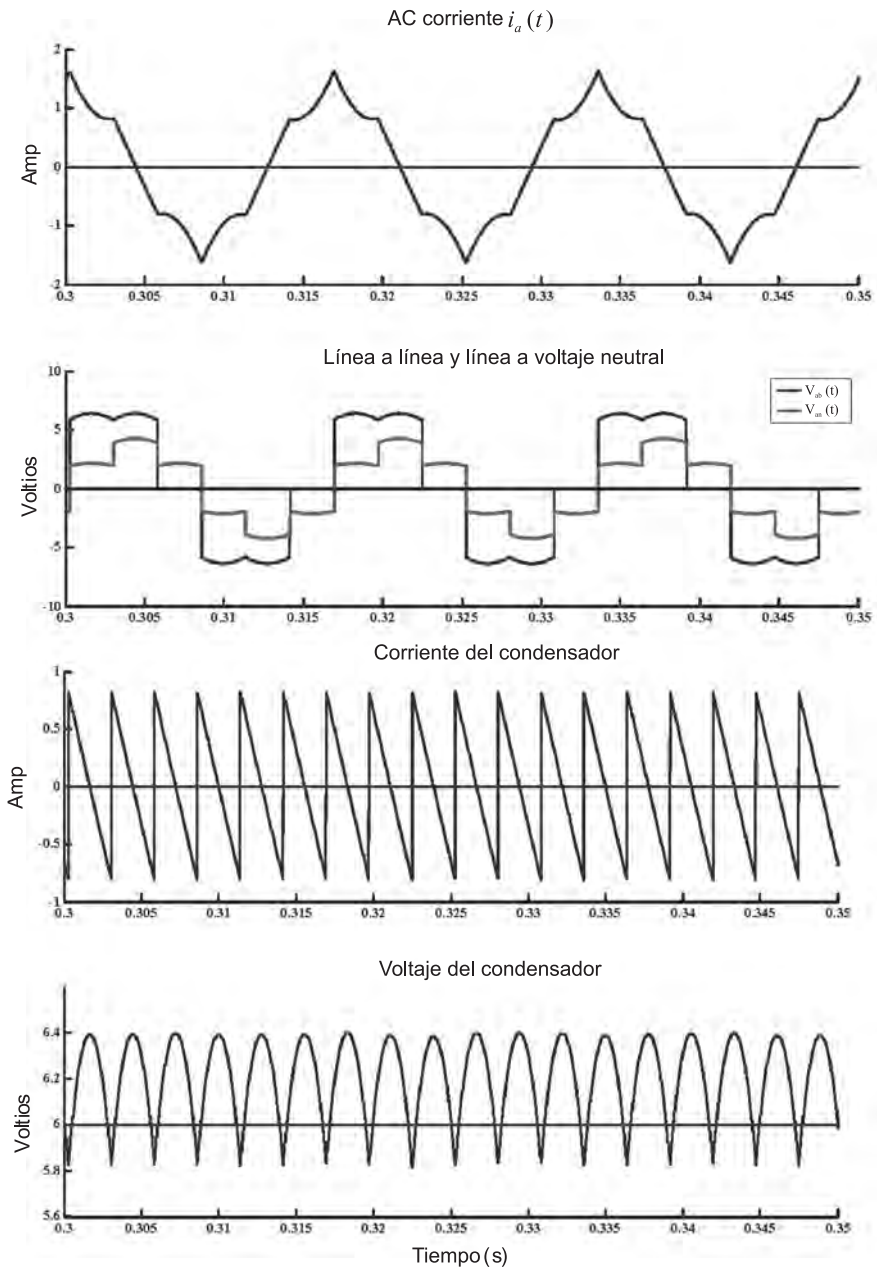 AC corriente i_a (t)
Amp
2
1
0
-1
-2
0.3 0.305 0.31 0.315 0.32 0.325 0.33 0.335 0.34 0.345 0.35
Línea a línea y línea a voltaje neutral
Voltios
10
5
0
-5
-10
V_ab (t)
V_an (t)
0.3 0.305 0.31 0.315 0.32 0.325 0.33 0.335 0.34 0.345 0.35
Corriente del condensador
Amp
1
0.5
0
-0.5
-1
0.3 0.305 0.31 0.315 0.32 0.325 0.33 0.335 0.34 0.345 0.35
Voltaje del condensador
Voltios
6.4
6.2
6
5.8
5.6
0.3 0.305 0.31 0.315 0.32 0.325 0.33 0.335 0.34 0.345 0.35
Tiempo (s)